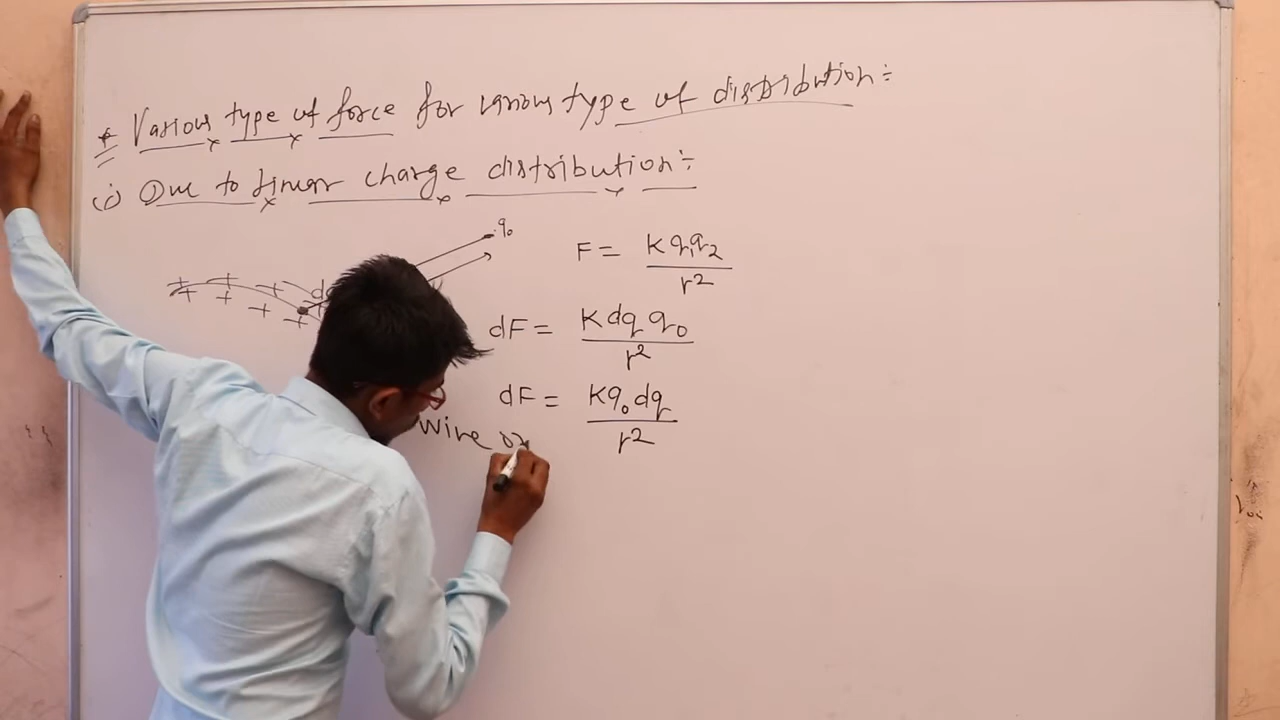 * Various type of force for various type of distribution :-
(i) Due to linear charge distribution :-
q₀
+ + + + + + +
F = Kq₁q₂/r²
dF = Kdq q₀/r²
dF = Kq₀dq/r²
Wire